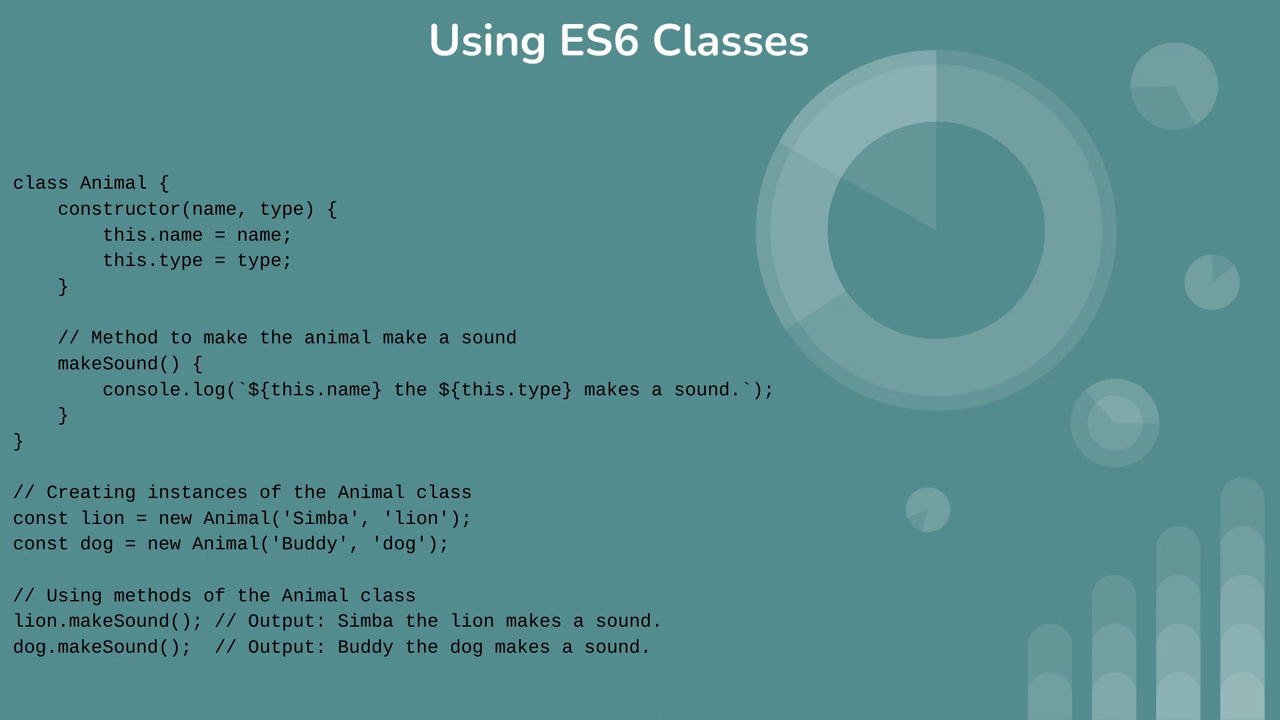 Using ES6 Classes
class Animal {
    constructor(name, type) {
        this.name = name;
        this.type = type;
    }
    // Method to make the animal make a sound
    makeSound() {
        console.log(`${this.name} the ${this.type} makes a sound.`);
    }
}
// Creating instances of the Animal class
const lion = new Animal('Simba', 'lion');
const dog = new Animal('Buddy', 'dog');
// Using methods of the Animal class
lion.makeSound(); // Output: Simba the lion makes a sound.
dog.makeSound();  // Output: Buddy the dog makes a sound.